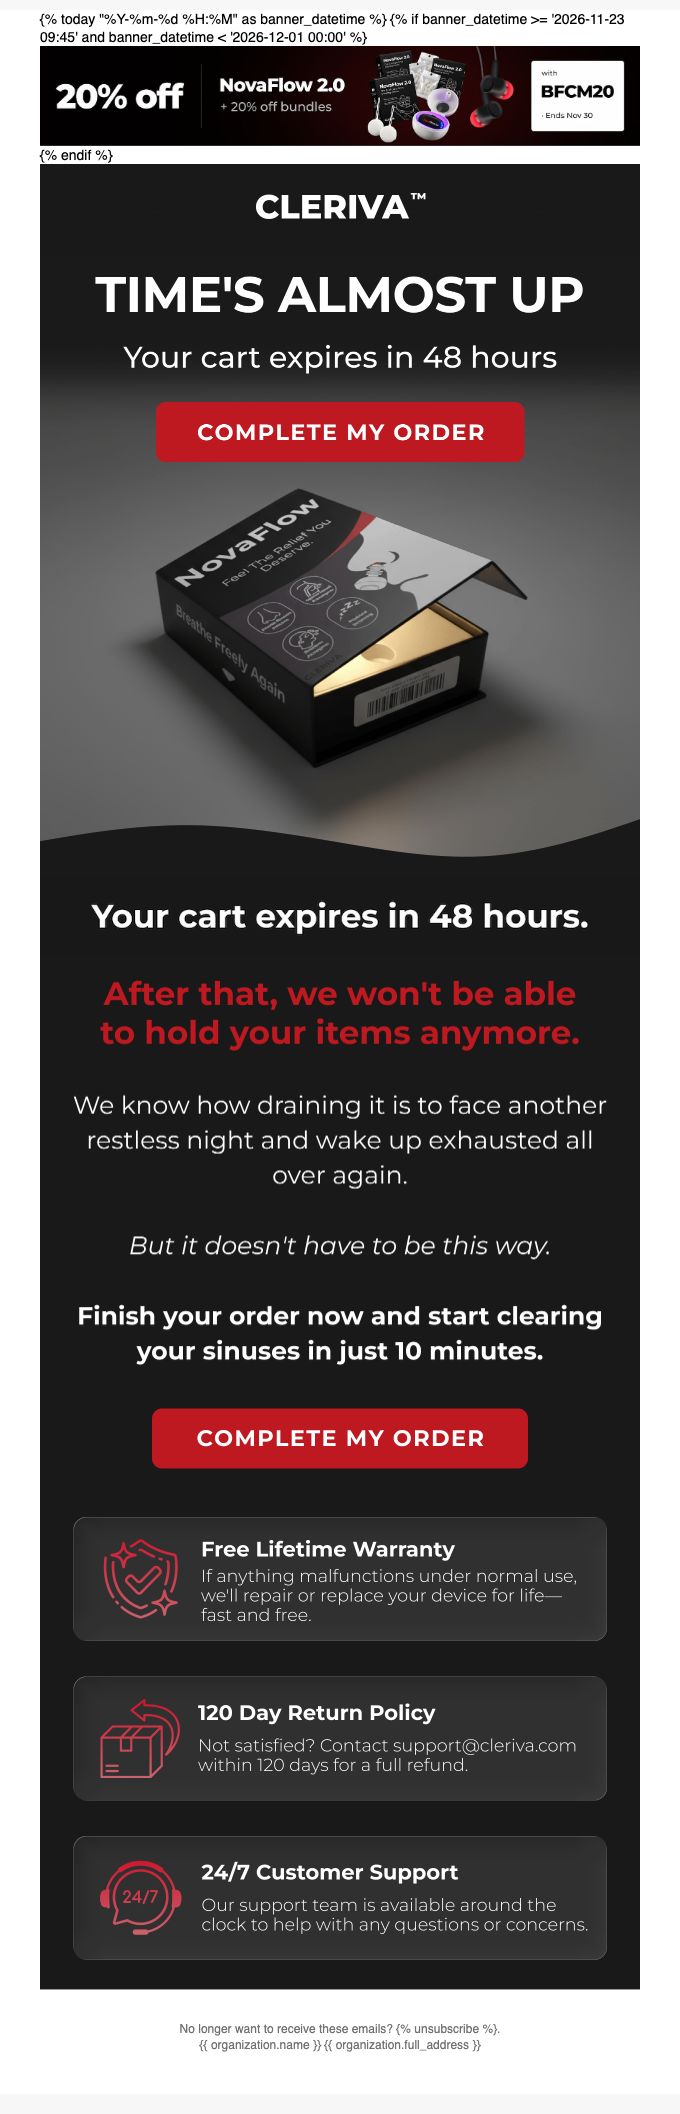 {% today "%Y-%m-%d %H:%M" as banner_datetime %} {% if banner_datetime >= '2026-11-23
09:45' and banner_datetime < '2026-12-01 00:00' %}
20% off
NovaFlow 2.0
+ 20% off bundles
with
BFCM20
· Ends Nov 30
{% endif %}
CLERIVA™
TIME'S ALMOST UP
Your cart expires in 48 hours
COMPLETE MY ORDER
NovaFlow
Feel The Relief You
Deserve.
Breathe Freely Again
CLERIVA
Your cart expires in 48 hours.
After that, we won't be able
to hold your items anymore.
We know how draining it is to face another
restless night and wake up exhausted all
over again.
But it doesn't have to be this way.
Finish your order now and start clearing
your sinuses in just 10 minutes.
COMPLETE MY ORDER
Free Lifetime Warranty
If anything malfunctions under normal use,
we'll repair or replace your device for life—
fast and free.
120 Day Return Policy
Not satisfied? Contact support@cleriva.com
within 120 days for a full refund.
24/7
24/7 Customer Support
Our support team is available around the
clock to help with any questions or concerns.
No longer want to receive these emails? {% unsubscribe %}.
{{ organization.name }} {{ organization.full_address }}